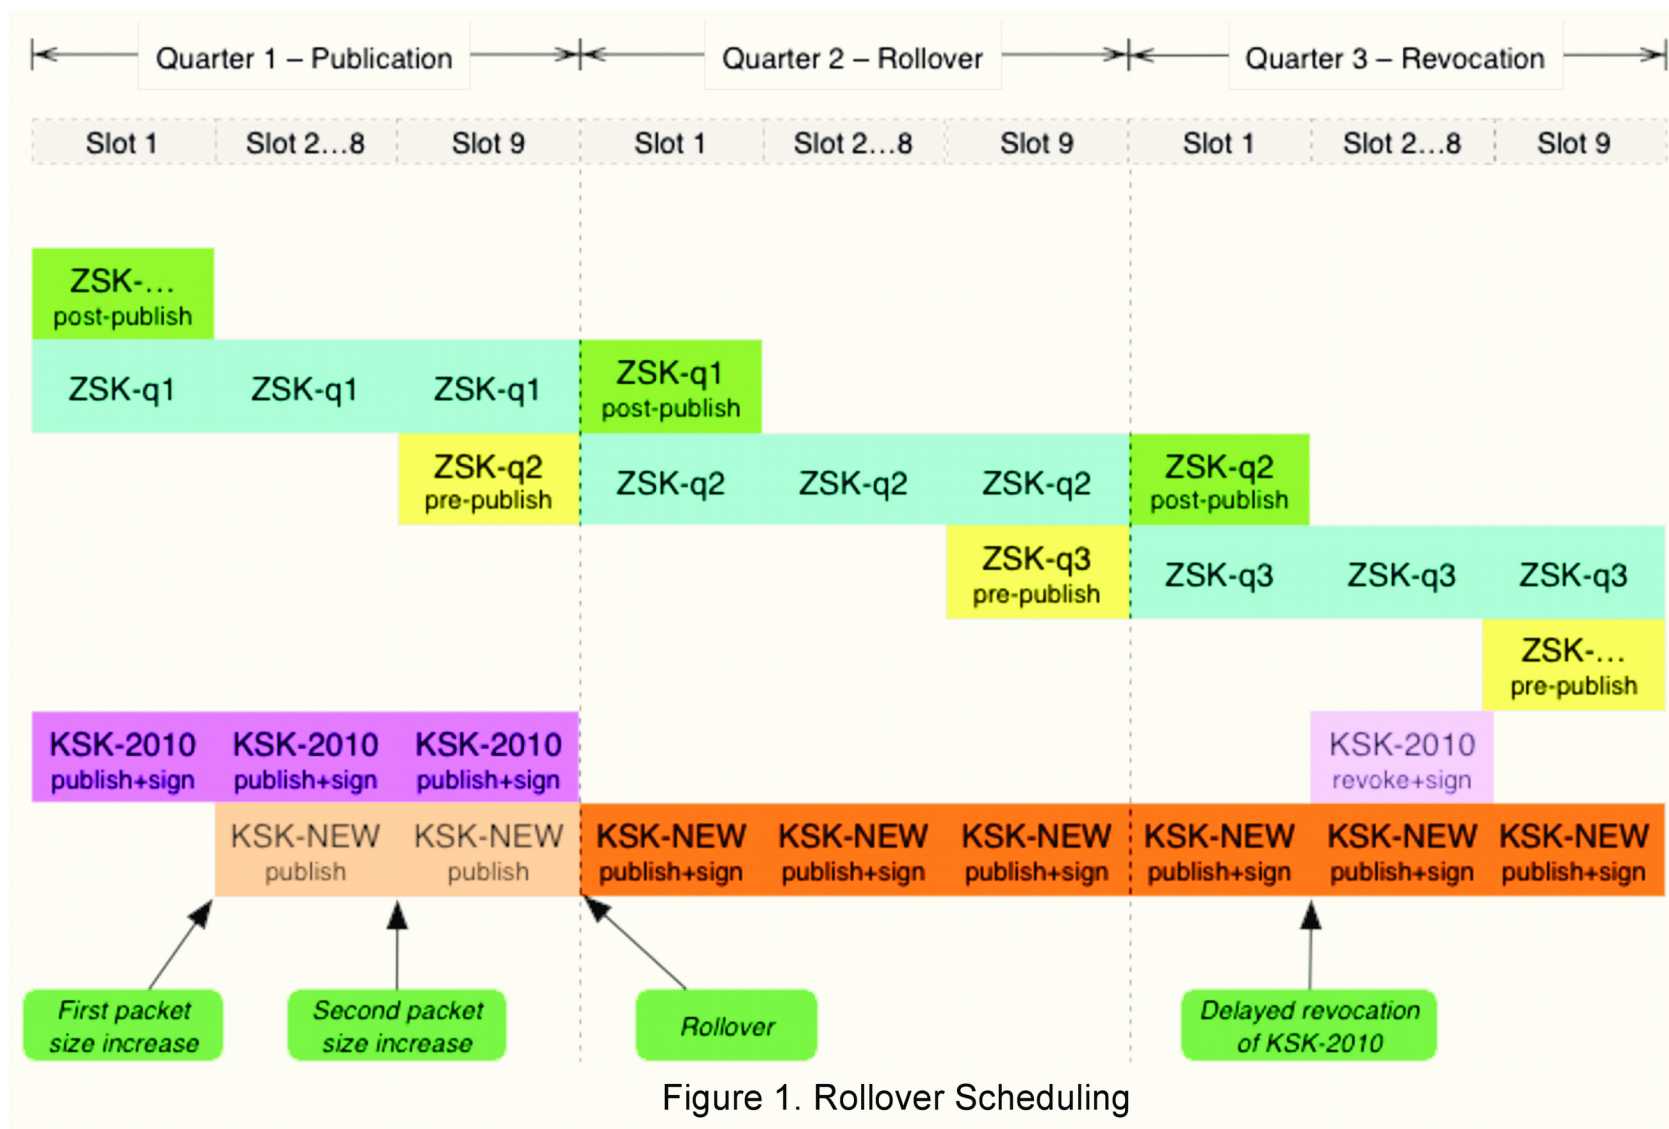 Quarter 1 – Publication Quarter 2 – Rollover Quarter 3 – Revocation
Slot 1 Slot 2...8 Slot 9 Slot 1 Slot 2...8 Slot 9 Slot 1 Slot 2...8 Slot 9
ZSK-...
post-publish
ZSK-q1 ZSK-q1 ZSK-q1 ZSK-q1
post-publish
ZSK-q2
pre-publish
ZSK-q2 ZSK-q2 ZSK-q2 ZSK-q2
post-publish
ZSK-q3
pre-publish
ZSK-q3 ZSK-q3 ZSK-q3
ZSK-...
pre-publish
KSK-2010 KSK-2010 KSK-2010 KSK-2010
publish+sign publish+sign publish+sign revoke+sign
KSK-NEW KSK-NEW KSK-NEW KSK-NEW KSK-NEW KSK-NEW KSK-NEW KSK-NEW
publish publish publish+sign publish+sign publish+sign publish+sign publish+sign publish+sign
First packet
size increase
Second packet
size increase
Rollover
Delayed revocation
of KSK-2010
Figure 1. Rollover Scheduling